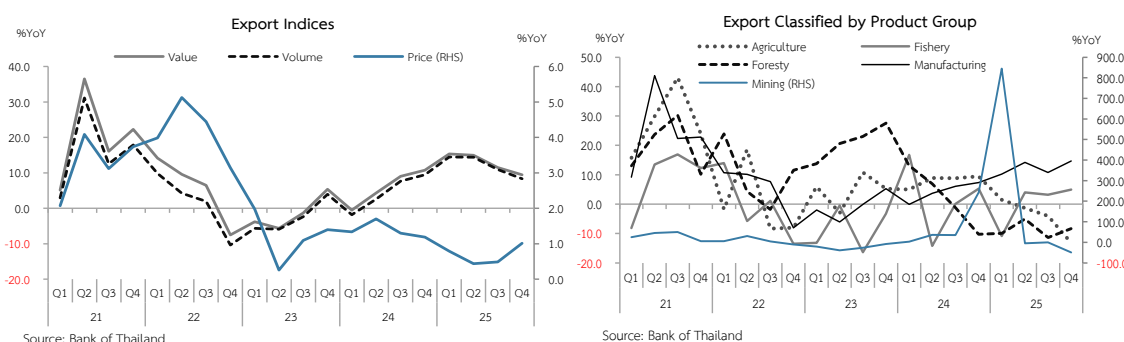 Export Indices
%YoY
%YoY
Value Volume Price (RHS)
40.0
30.0
20.0
10.0
0.0
-10.0
-20.0
6.0
5.0
4.0
3.0
2.0
1.0
0.0
Q1 Q2 Q3 Q4 Q1 Q2 Q3 Q4 Q1 Q2 Q3 Q4 Q1 Q2 Q3 Q4 Q1 Q2 Q3 Q4
21 22 23 24 25
Source: Bank of Thailand
Export Classified by Product Group
%YoY
%YoY
Agriculture Fishery
Foresty Manufacturing
Mining (RHS)
50.0
40.0
30.0
20.0
10.0
0.0
-10.0
-20.0
900.0
800.0
700.0
600.0
500.0
400.0
300.0
200.0
100.0
0.0
-100.0
Q1 Q2 Q3 Q4 Q1 Q2 Q3 Q4 Q1 Q2 Q3 Q4 Q1 Q2 Q3 Q4 Q1 Q2 Q3 Q4
21 22 23 24 25
Source: Bank of Thailand